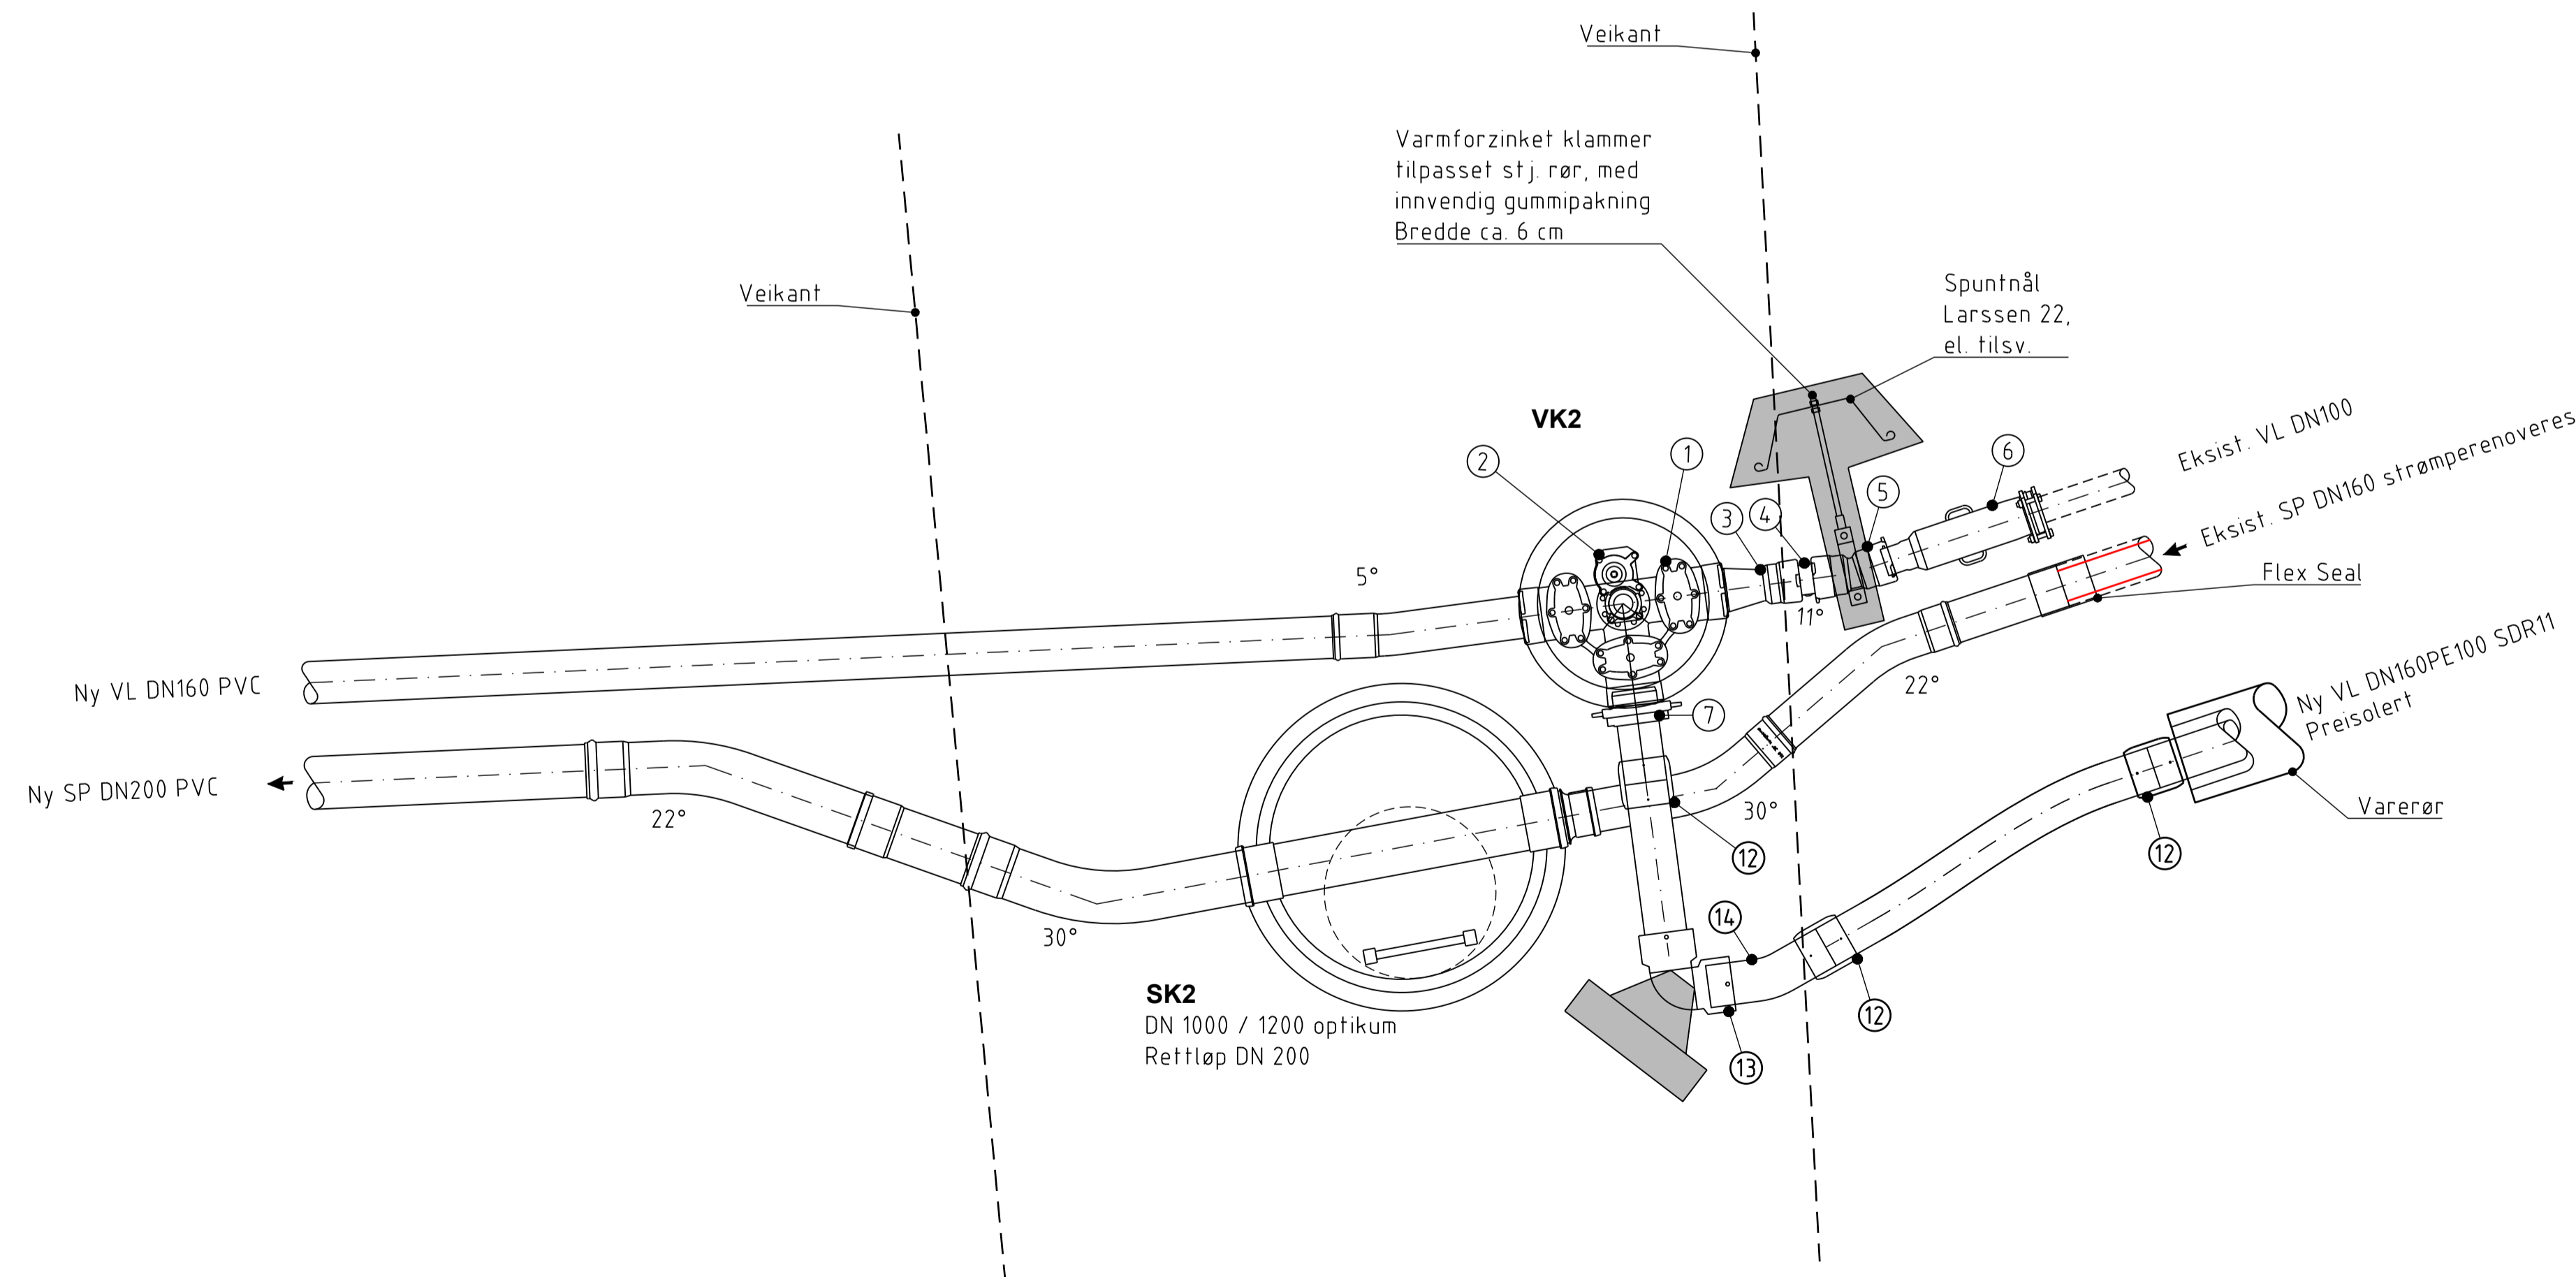 Veikant
Varmforzinket klammer
tilpasset stj. rør, med
innvendig gummipakning
Bredde ca. 6 cm
Veikant
Spuntnål
Larssen 22,
el. tilsv.
VK2
2
1
6
5
3
4
Eksist. VL DN100
Eksist. SP DN160 strømperenoveres
Flex Seal
5°
11°
22°
Ny VL DN160 PVC
7
Ny VL DN160PE100 SDR11
Preisolert
Varerør
Ny SP DN200 PVC
22°
30°
12
12
30°
14
12
13
SK2
DN 1000 / 1200 optikum
Rettløp DN 200